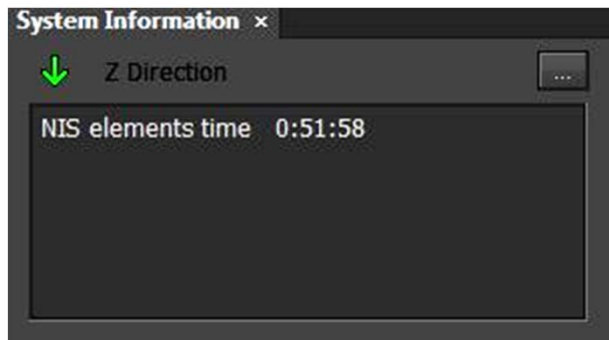 System Information ×
Z Direction ...
NIS elements time 0:51:58